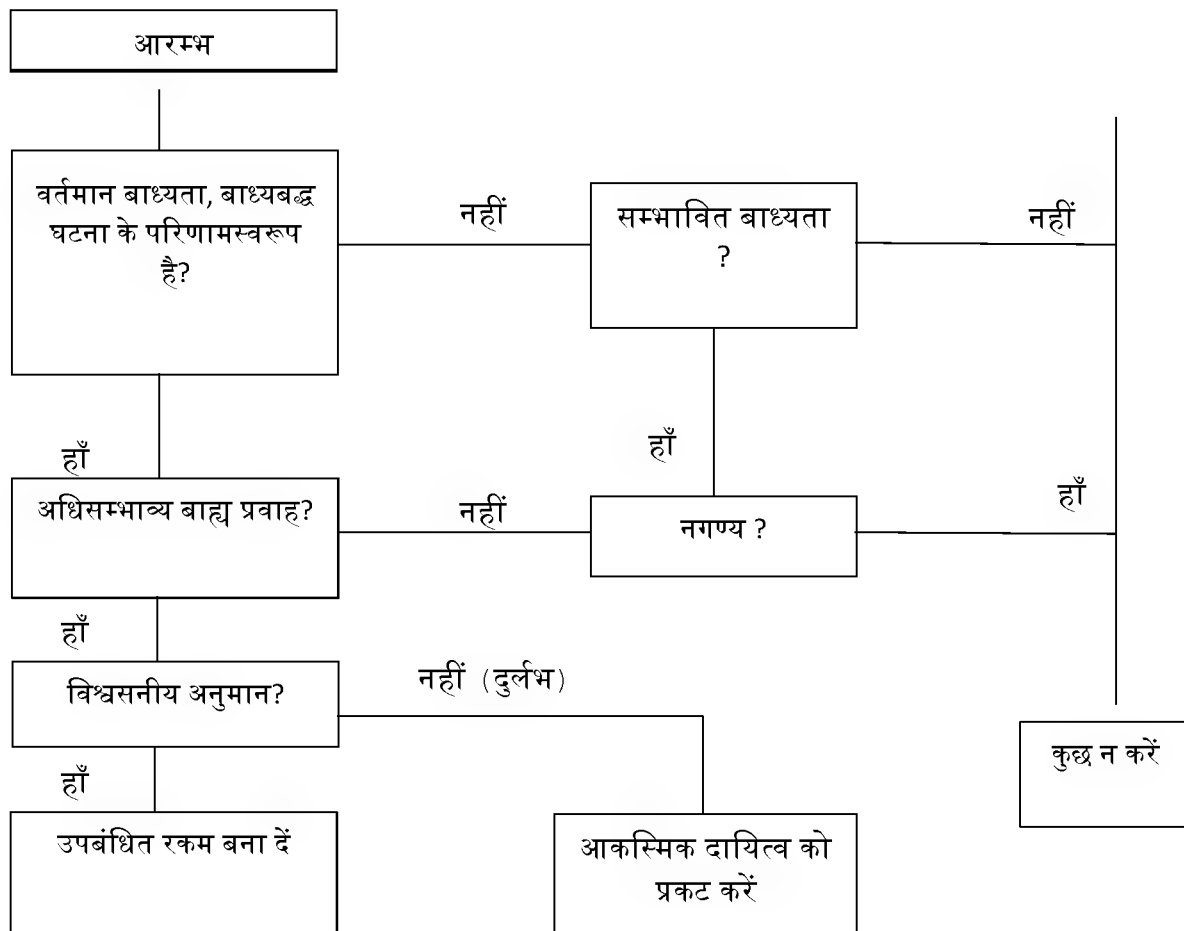 आरम्भ
वर्तमान बाध्यता, बाध्यबद्ध
घटना के परिणामस्वरूप
है?
नहीं
सम्भावित बाध्यता
?
नहीं
हाँ
हाँ
अधिसम्भाव्य बाह्य प्रवाह?
नहीं
नगण्य ?
हाँ
हाँ
विश्वसनीय अनुमान?
नहीं (दुर्लभ)
कुछ न करें
हाँ
उपबंधित रकम बना दें
आकस्मिक दायित्व को
प्रकट करें